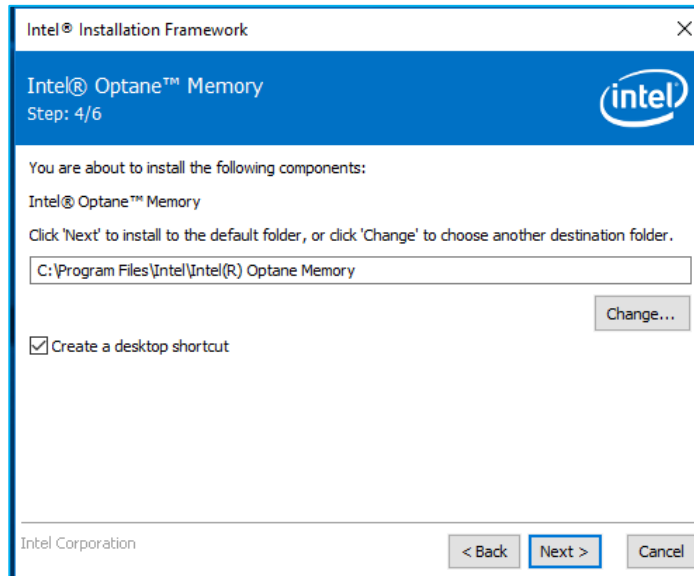 Intel® Installation Framework
Intel® Optane™ Memory
Step: 4/6
intel
You are about to install the following components:
Intel® Optane™ Memory
Click 'Next' to install to the default folder, or click 'Change' to choose another destination folder.
C:\Program Files\Intel\Intel(R) Optane Memory
Change...
Create a desktop shortcut
Intel Corporation
< Back
Next >
Cancel